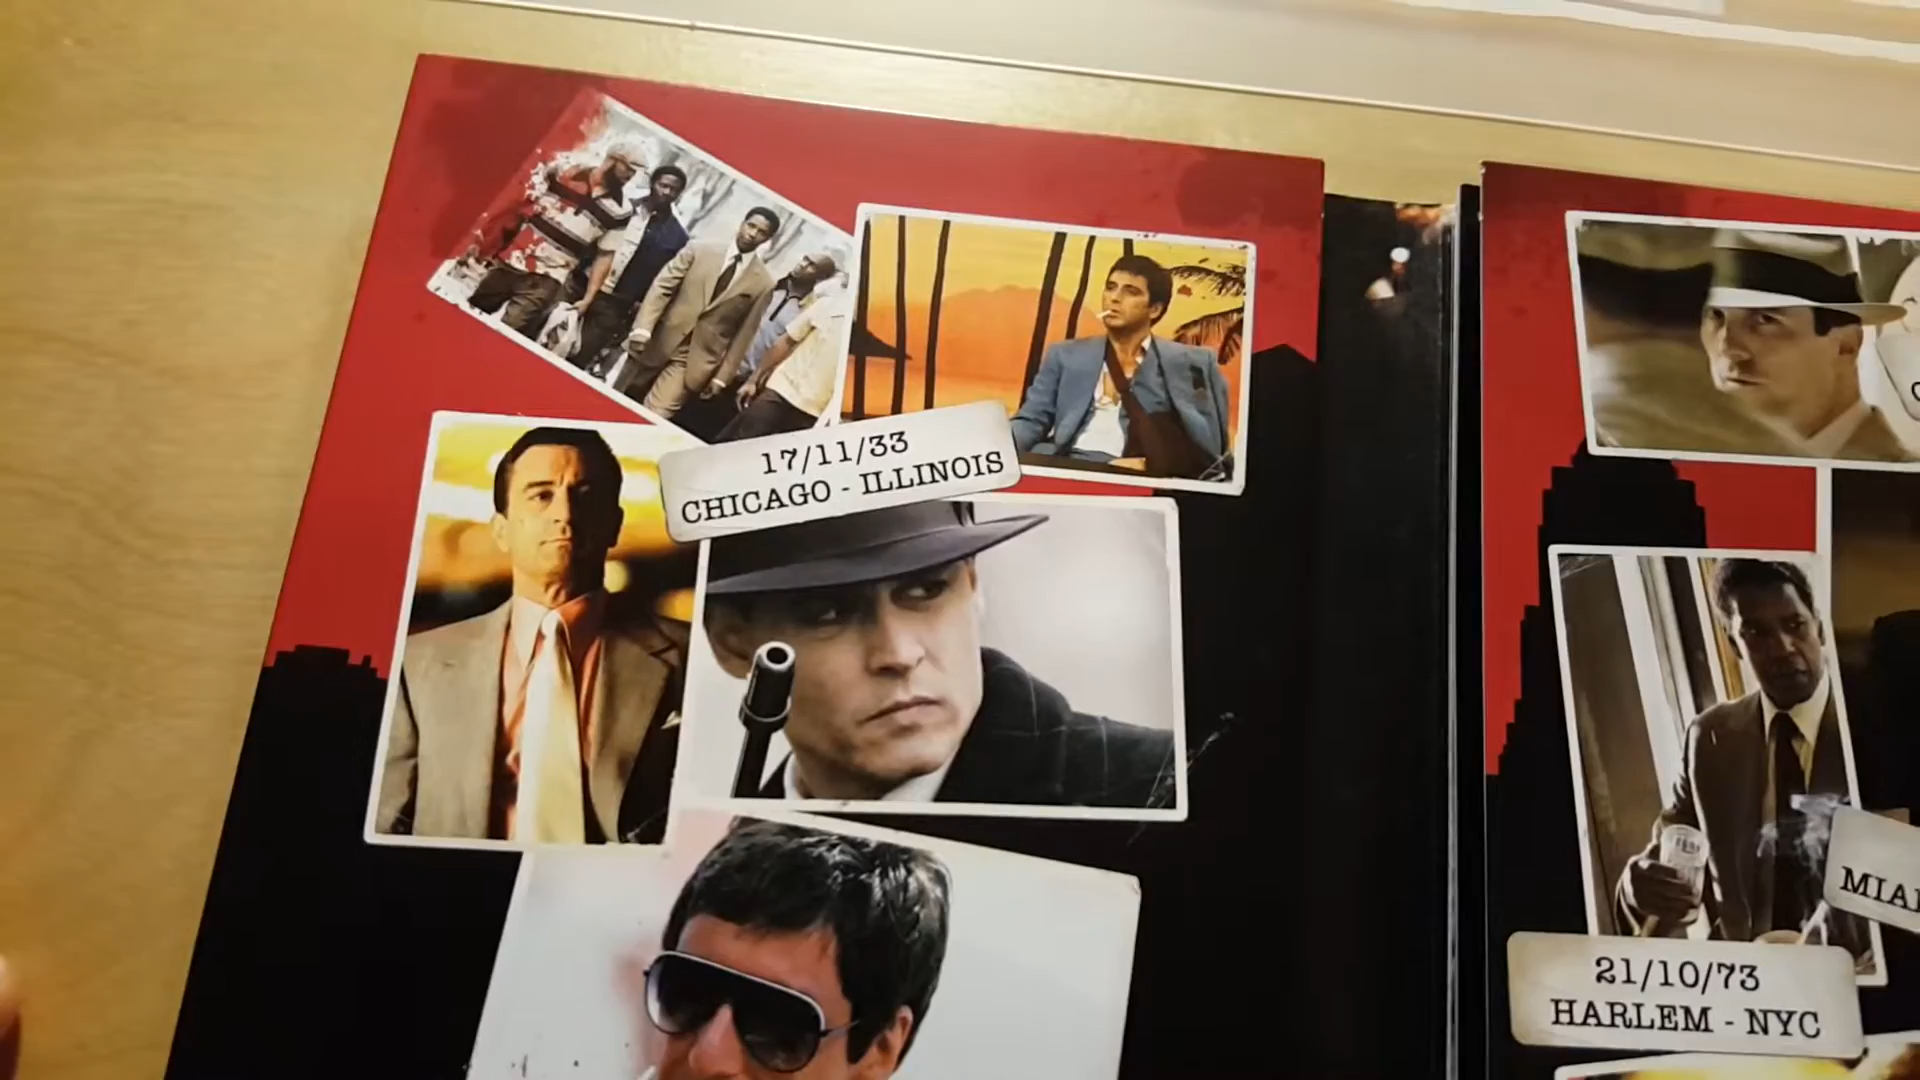 17/11/33
CHICAGO - ILLINOIS
21/10/73
HARLEM - NYC